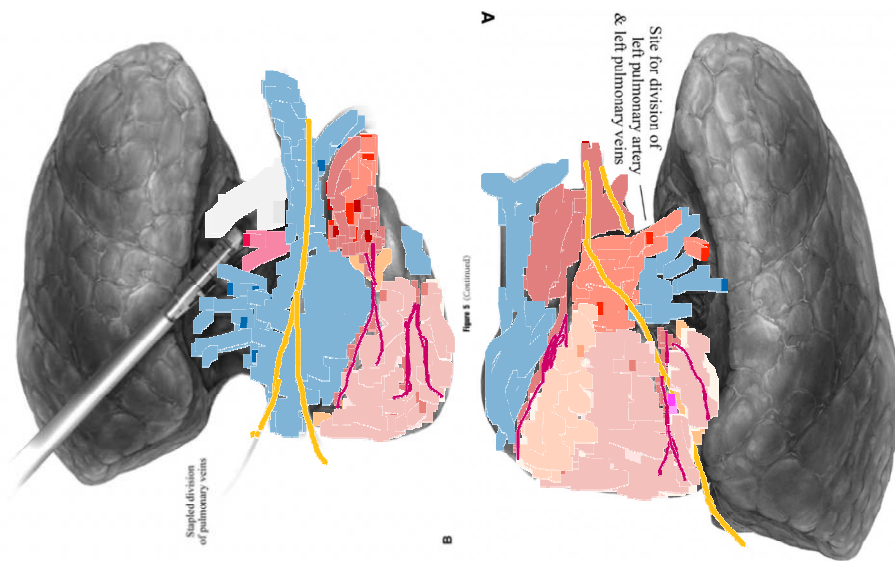 A
Site for division of
left pulmonary artery
& left pulmonary veins
Figure 5 (Continued)
Stapled division
of pulmonary veins
B